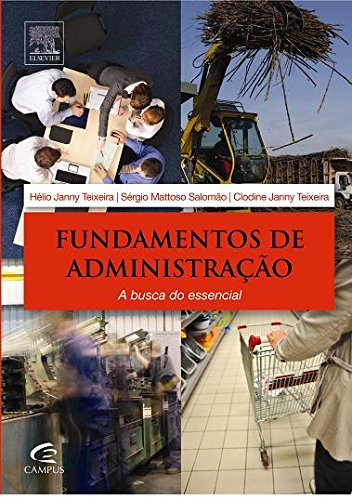 ELSEVIER
Hélio Janny Teixeira | Sérgio Mattoso Salomão | Clodine Janny Teixeira
FUNDAMENTOS DE
ADMINISTRAÇÃO
A busca do essencial
CAMPUS